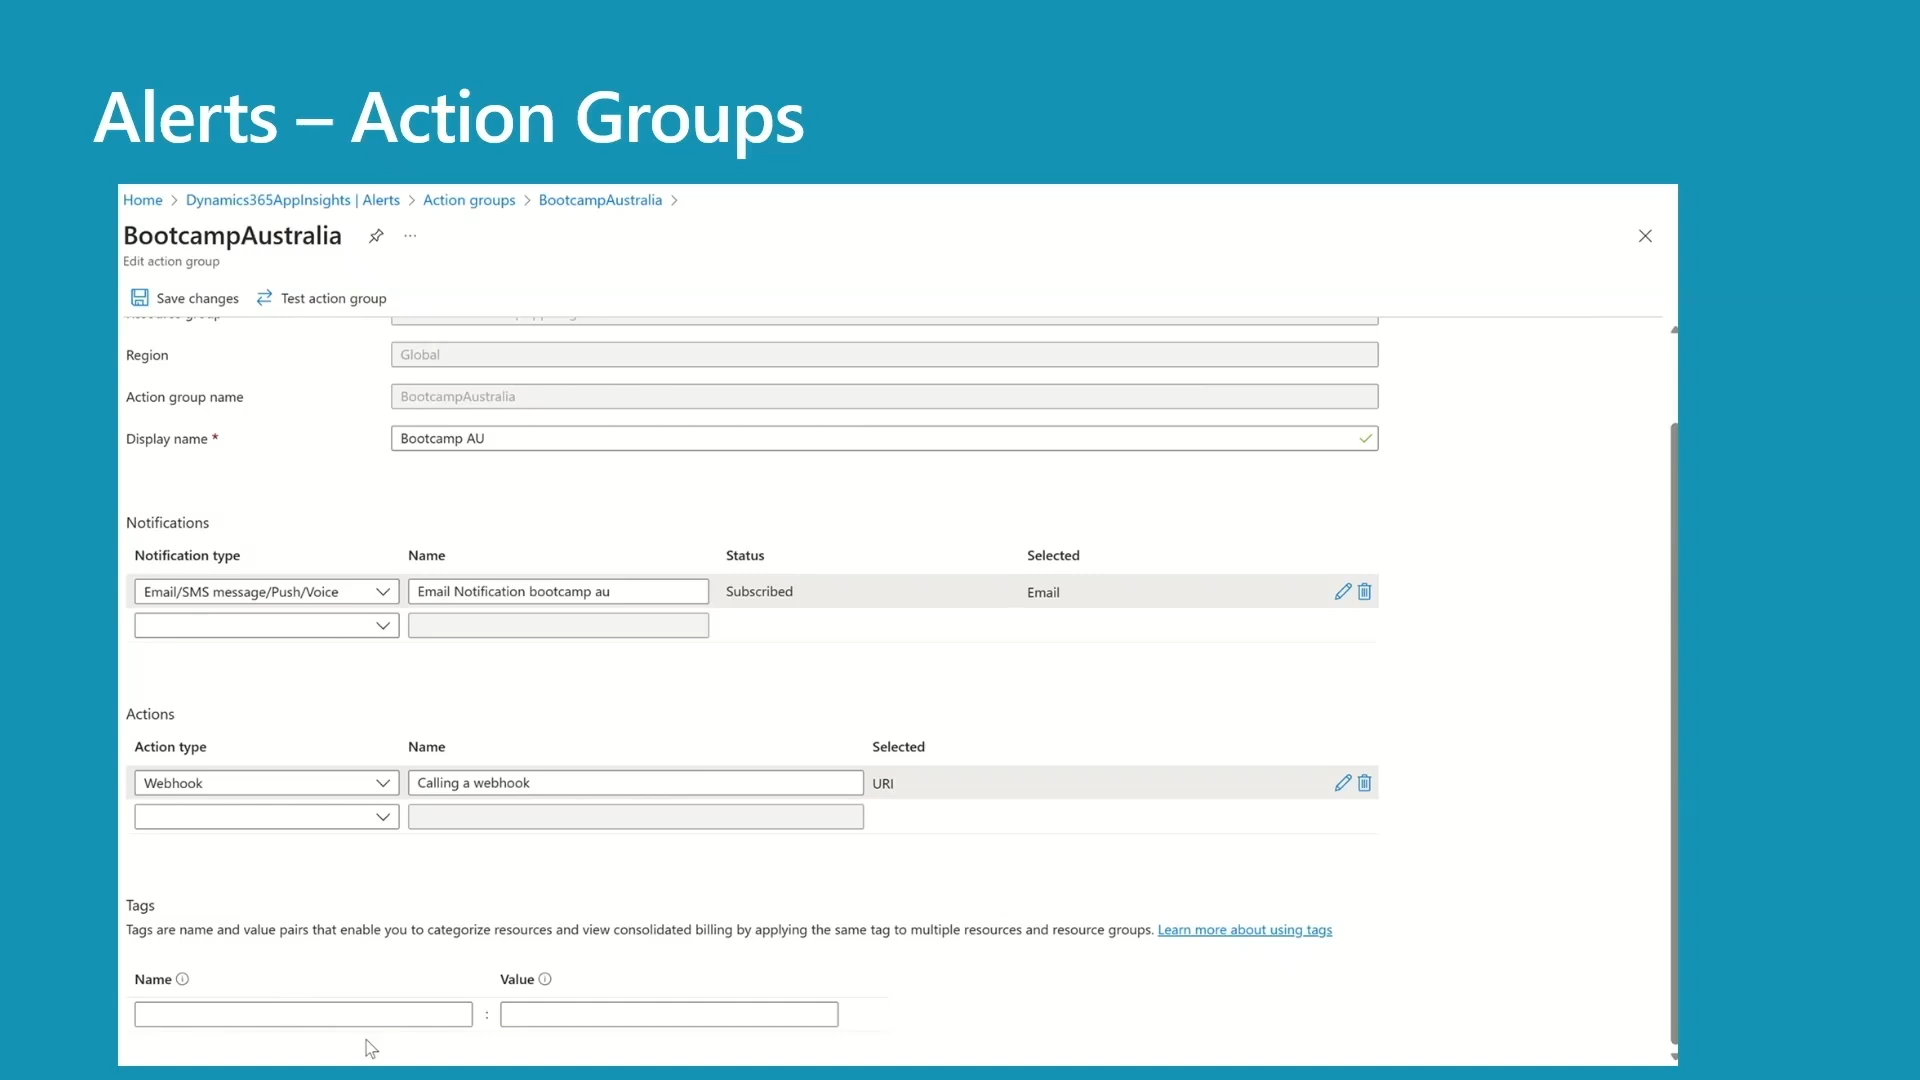 Alerts – Action Groups
Home > Dynamics365AppInsights | Alerts > Action groups > BootcampAustralia >
BootcampAustralia
Edit action group
Save changes Test action group
Region Global
Action group name BootcampAustralia
Display name * Bootcamp AU
Notifications
Notification type Name Status Selected
Email/SMS message/Push/Voice Email Notification bootcamp au Subscribed Email
Actions
Action type Name Selected
Webhook Calling a webhook URI
Tags
Tags are name and value pairs that enable you to categorize resources and view consolidated billing by applying the same tag to multiple resources and resource groups. Learn more about using tags
Name Value
: